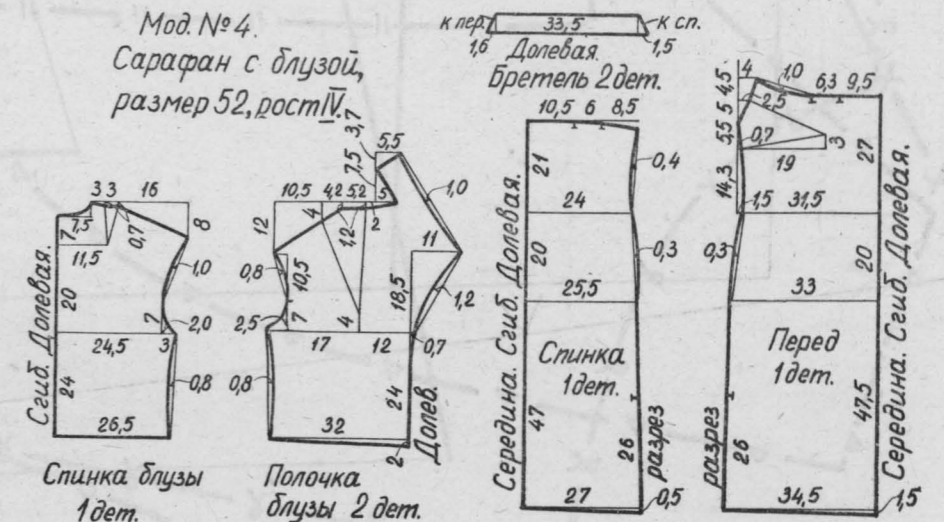 Мод. №4.
Сарафан с блузой,
размер 52, рост IV.
к пер. 33,5 к сп.
1,6 Долевая. 1,5
Бретель 2 дет.
3 3 16
7,5
7
11,5
0,7
8
1,0
20
7
2,0
24,5
3
24
0,8
26,5
Сгиб. Долевая.
Спинка блузы
1 дет.
3,7
7,5
5,5
10,5 4,2 5,2 5
4
1,2
2
1,0
12
0,8
10,5
11
18,5
1,2
2,5
7
4
17
12
0,7
0,8
24
32
2
Долев.
Полочка
блузы 2 дет.
10,5 6 8,5
21
0,4
24
20
0,3
25,5
Спинка
1 дет.
47
26
разрез
27
0,5
Середина. Сгиб. Долевая.
4
4,5
1,0
6,3 9,5
5
2,5
5,5
0,7
3
19
27
14,3
1,5
31,5
0,3
20
33
Перед
1 дет.
47,5
разрез
26
34,5
1,5
Середина. Сгиб. Долевая.